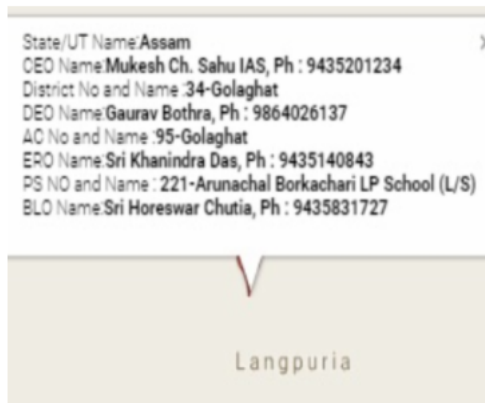 State/UT Name:Assam
CEO Name:Mukesh Ch. Sahu IAS, Ph : 9435201234
District No and Name :34-Golaghat
DEO Name:Gaurav Bothra, Ph : 9864026137
AC No and Name :95-Golaghat
ERO Name:Sri Khanindra Das, Ph : 9435140843
PS NO and Name : 221-Arunachal Borkachari LP School (L/S)
BLO Name:Sri Horeswar Chutia, Ph : 9435831727
Langpuria